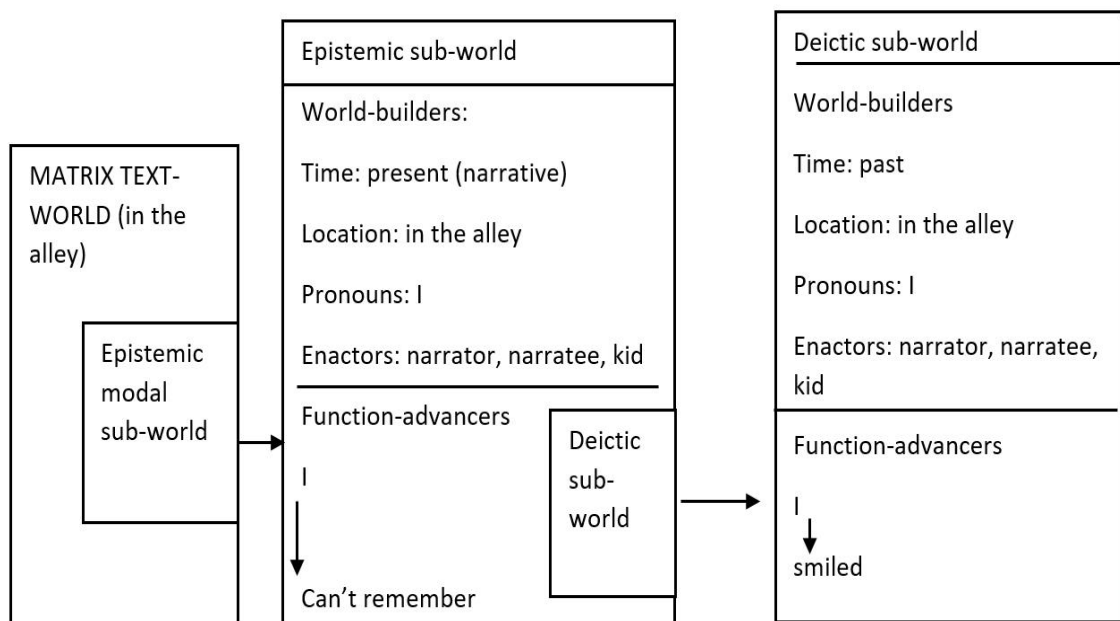 MATRIX TEXT-
WORLD (in the
alley)
Epistemic
modal
sub-world
Epistemic sub-world
World-builders:
Time: present (narrative)
Location: in the alley
Pronouns: I
Enactors: narrator, narratee, kid
Function-advancers
I
Can’t remember
Deictic
sub-
world
Deictic sub-world
World-builders
Time: past
Location: in the alley
Pronouns: I
Enactors: narrator, narratee,
kid
Function-advancers
I
smiled